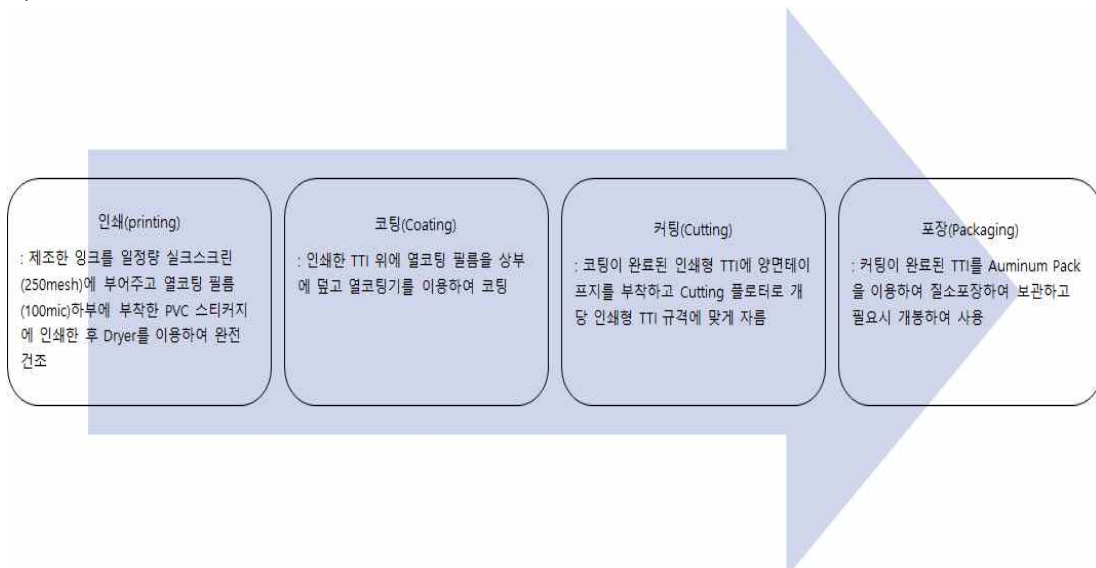 인쇄(printing)
: 제조한 잉크를 일정량 실크스크린
(250mesh)에 부어주고 열코팅 필름
(100mic)하부에 부착한 PVC 스티커지
에 인쇄한 후 Dryer를 이용하여 완전
건조
코팅(Coating)
: 인쇄한 TTI 위에 열코팅 필름을 상부
에 덮고 열코팅기를 이용하여 코팅
커팅(Cutting)
: 코팅이 완료된 인쇄형 TTI에 양면테이
프지를 부착하고 Cutting 플로터로 개
당 인쇄형 TTI 규격에 맞게 자름
포장(Packaging)
: 커팅이 완료된 TTI를 Auminum Pack
을 이용하여 질소포장하여 보관하고
필요시 개봉하여 사용